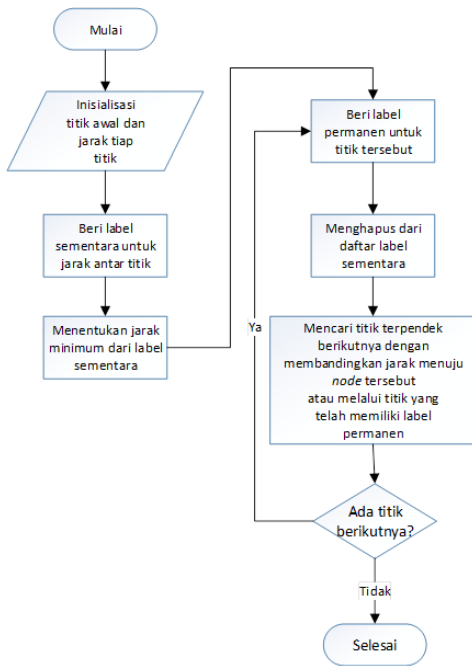 Mulai
Inisialisasi
titik awal dan
jarak tiap
titik
Beri label
sementara untuk
jarak antar titik
Menentukan jarak
minimum dari label
sementara
Beri label
permanen untuk
titik tersebut
Menghapus dari
daftar label
sementara
Mencari titik terpendek
berikutnya dengan
membandingkan jarak menuju
node tersebut
atau melalui titik yang
telah memiliki label
permanen
Ada titik
berikutnya?
Ya
Tidak
Selesai